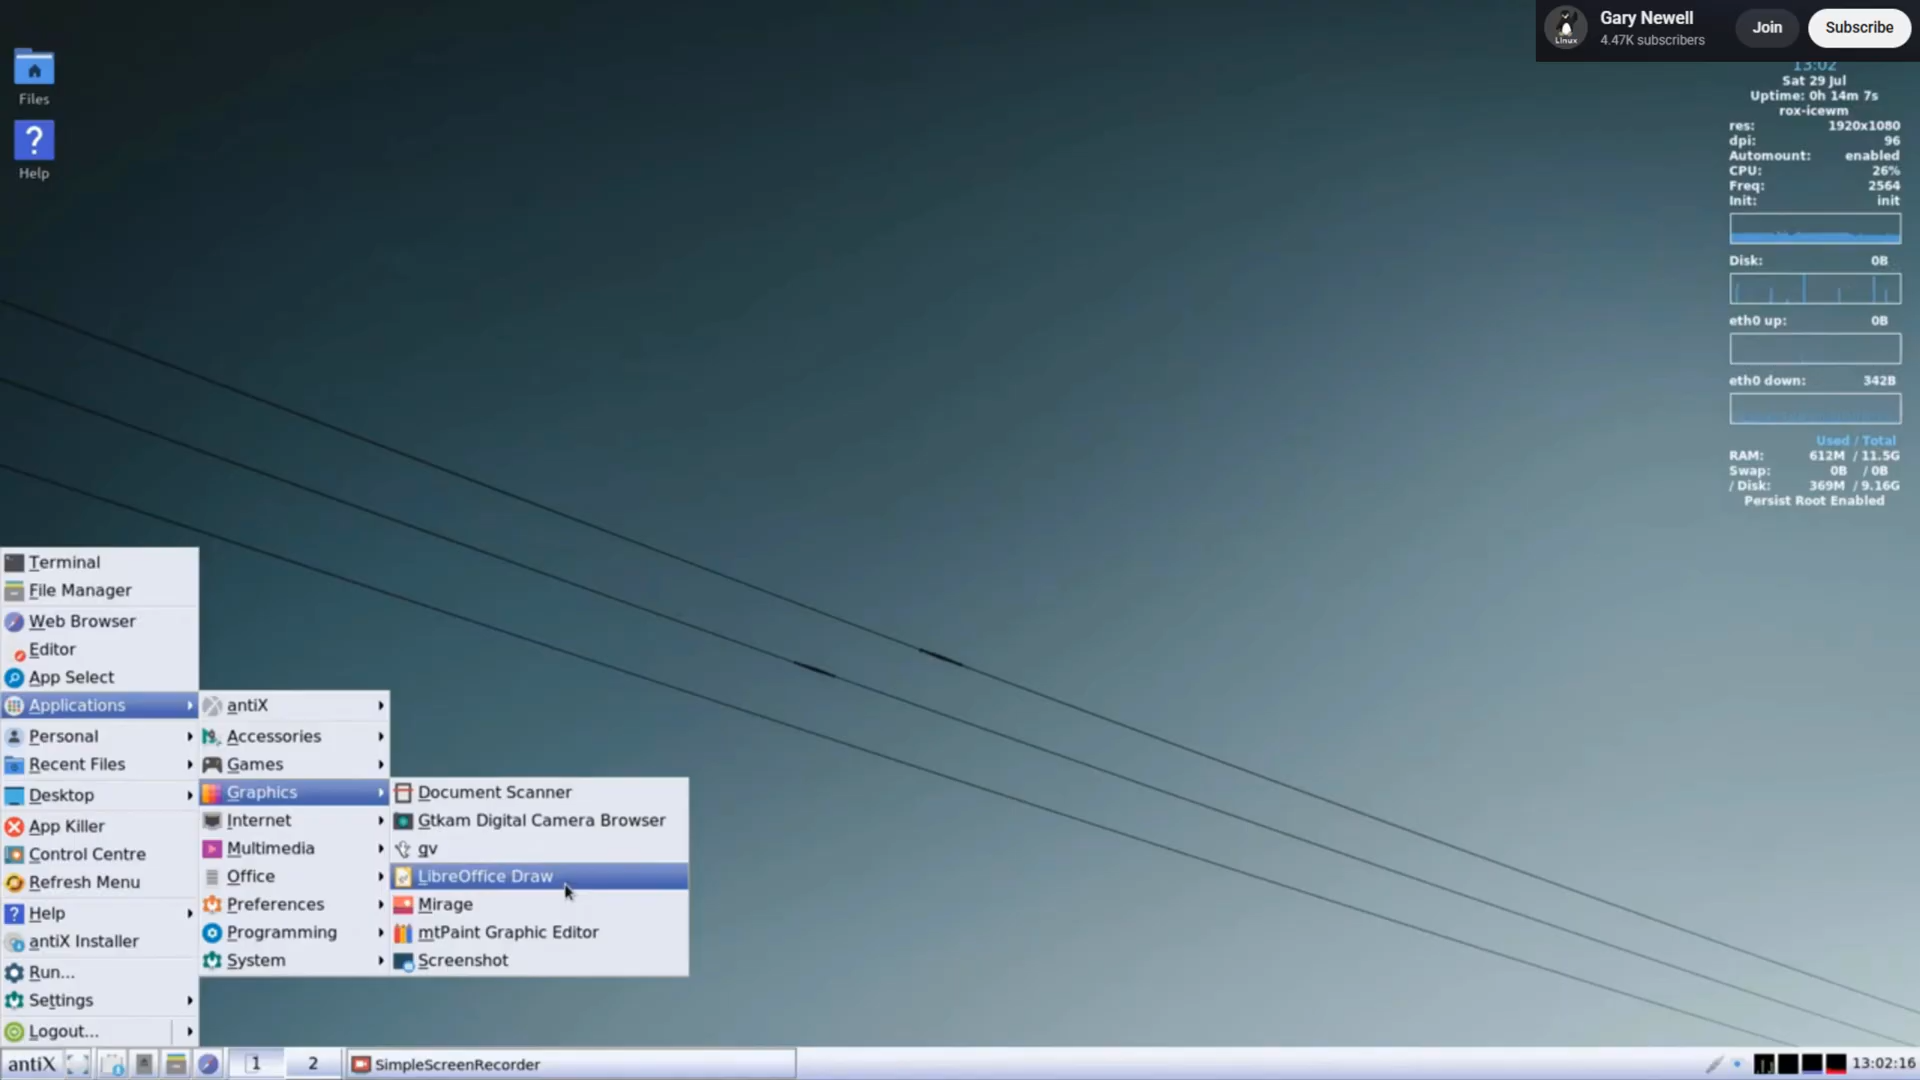 Gary Newell
4.47K subscribers
Join
Subscribe
Linux
Files
Help
13:02
Sat 29 Jul
Uptime: 0h 14m 7s
rox-icewm
res: 1920x1080
dpi: 96
Automount: enabled
CPU: 26%
Freq: 2564
Init: init
Disk: 0B
eth0 up: 0B
eth0 down: 342B
Used / Total
RAM: 612M / 11.5G
Swap: 0B / 0B
/ Disk: 369M / 9.16G
Persist Root Enabled
Terminal
File Manager
Web Browser
Editor
App Select
Applications
Personal
Recent Files
Desktop
App Killer
Control Centre
Refresh Menu
Help
antiX Installer
Run...
Settings
Logout...
antiX
Accessories
Games
Graphics
Internet
Multimedia
Office
Preferences
Programming
System
Document Scanner
Gtkam Digital Camera Browser
gv
LibreOffice Draw
Mirage
mtPaint Graphic Editor
Screenshot
antiX 1 2 SimpleScreenRecorder 13:02:16